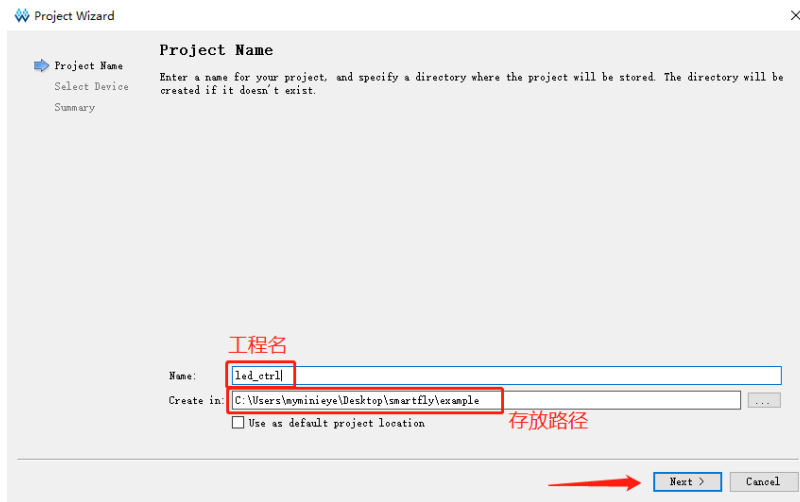 Project Wizard
Project Name
Select Device
Summary
Project Name
Enter a name for your project, and specify a directory where the project will be stored. The directory will be
created if it doesn't exist.
工程名
Name: led_ctrl
Create in: C:\Users\myminieye\Desktop\smartfly\example ...
存放路径
Use as default project location
Next > Cancel